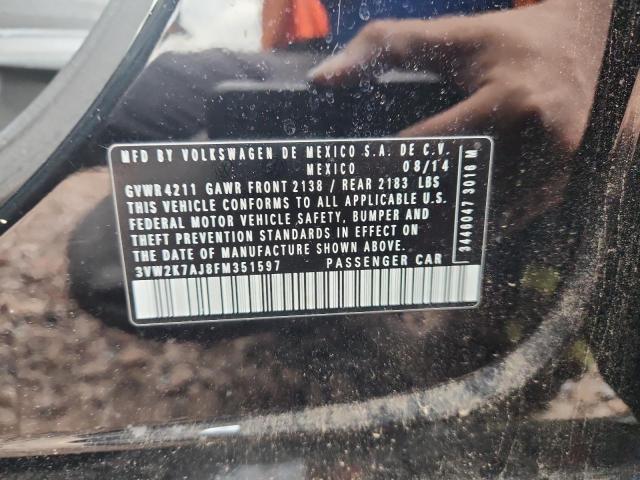 MFD BY VOLKSWAGEN DE MEXICO S.A. DE C.V.
MEXICO 08/14
GVWR 4211 GAWR FRONT 2138 / REAR 2183 LBS
THIS VEHICLE CONFORMS TO ALL APPLICABLE U.S.
FEDERAL MOTOR VEHICLE SAFETY, BUMPER AND
THEFT PREVENTION STANDARDS IN EFFECT ON
THE DATE OF MANUFACTURE SHOWN ABOVE.
3VW2K7AJ8FM351597 PASSENGER CAR
3446047 3018 M